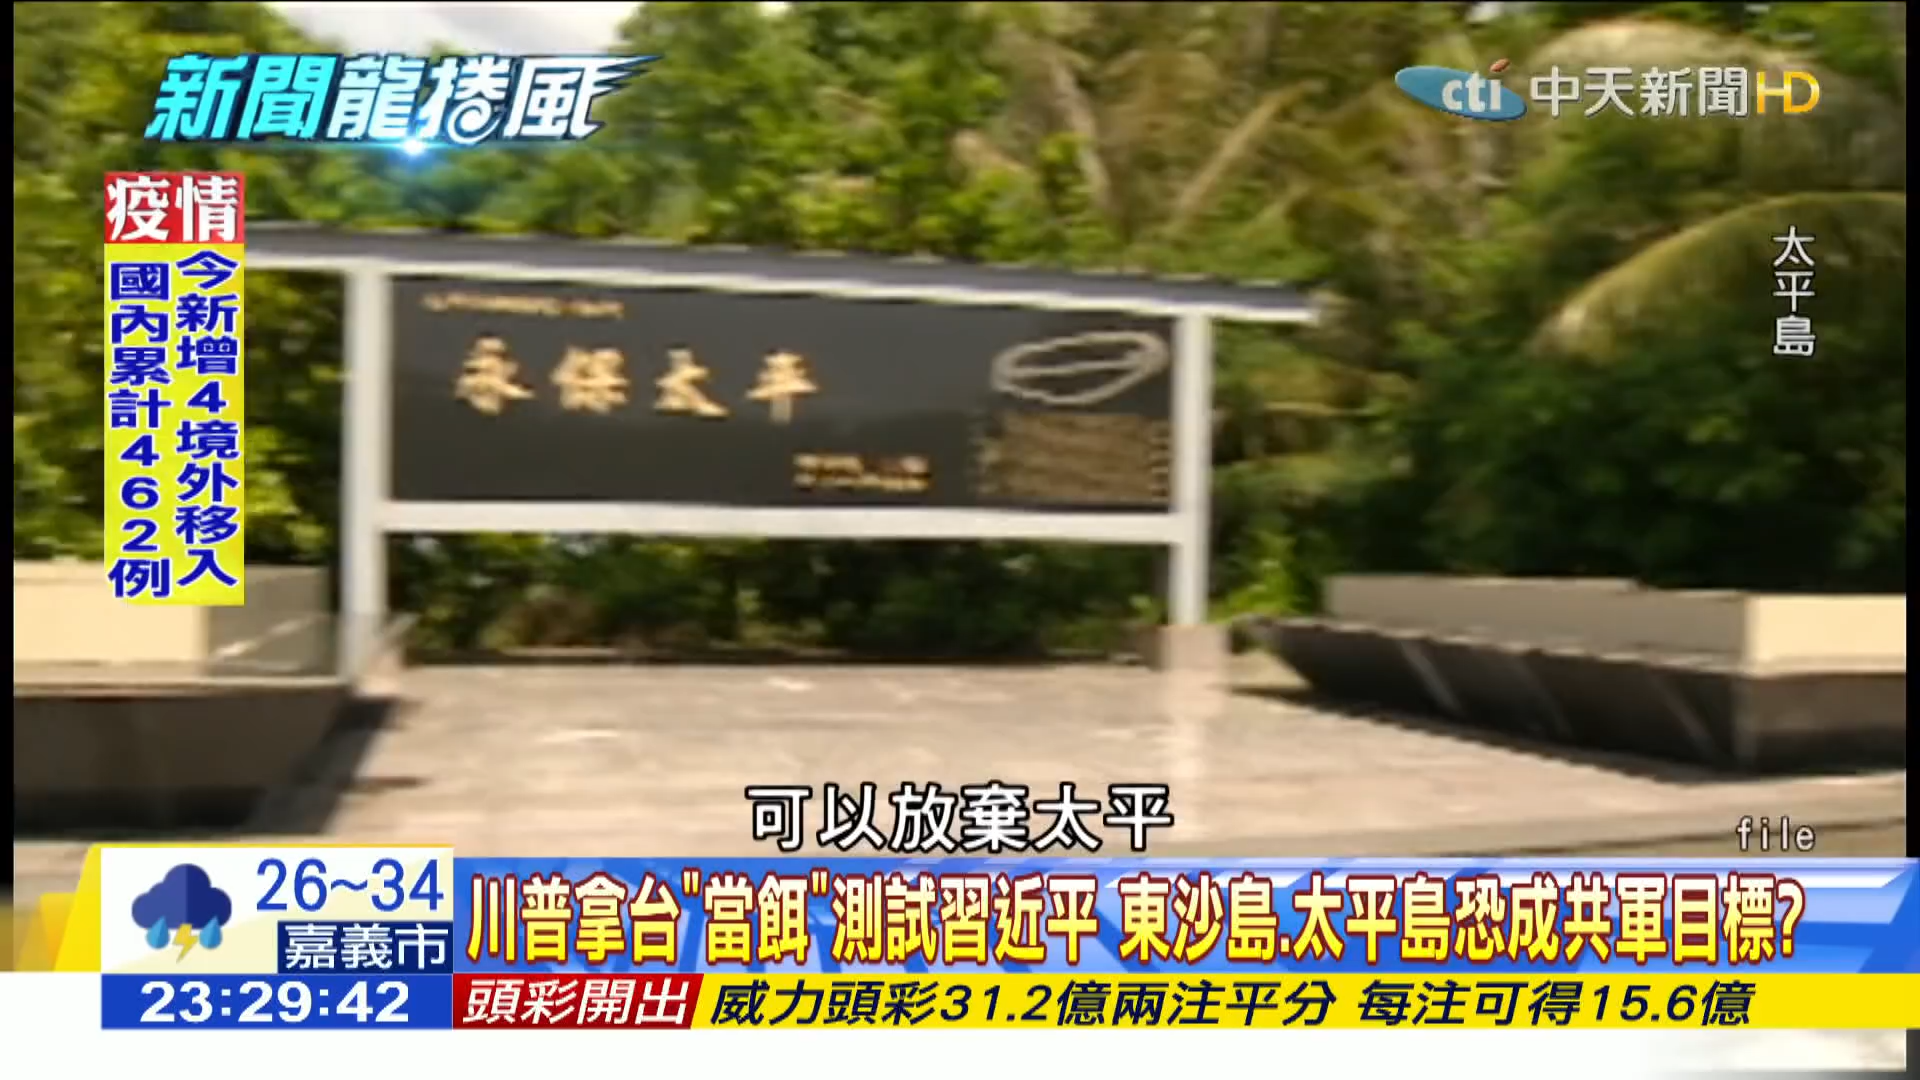 新聞龍捲風
cti 中天新聞HD
疫情
今新增4境外移入
國內累計462例
太平島
永保太平
可以放棄太平
file
26~34
嘉義市
川普拿台"當餌"測試習近平 東沙島.太平島恐成共軍目標?
23:29:42
頭彩開出
威力頭彩31.2億兩注平分 每注可得15.6億